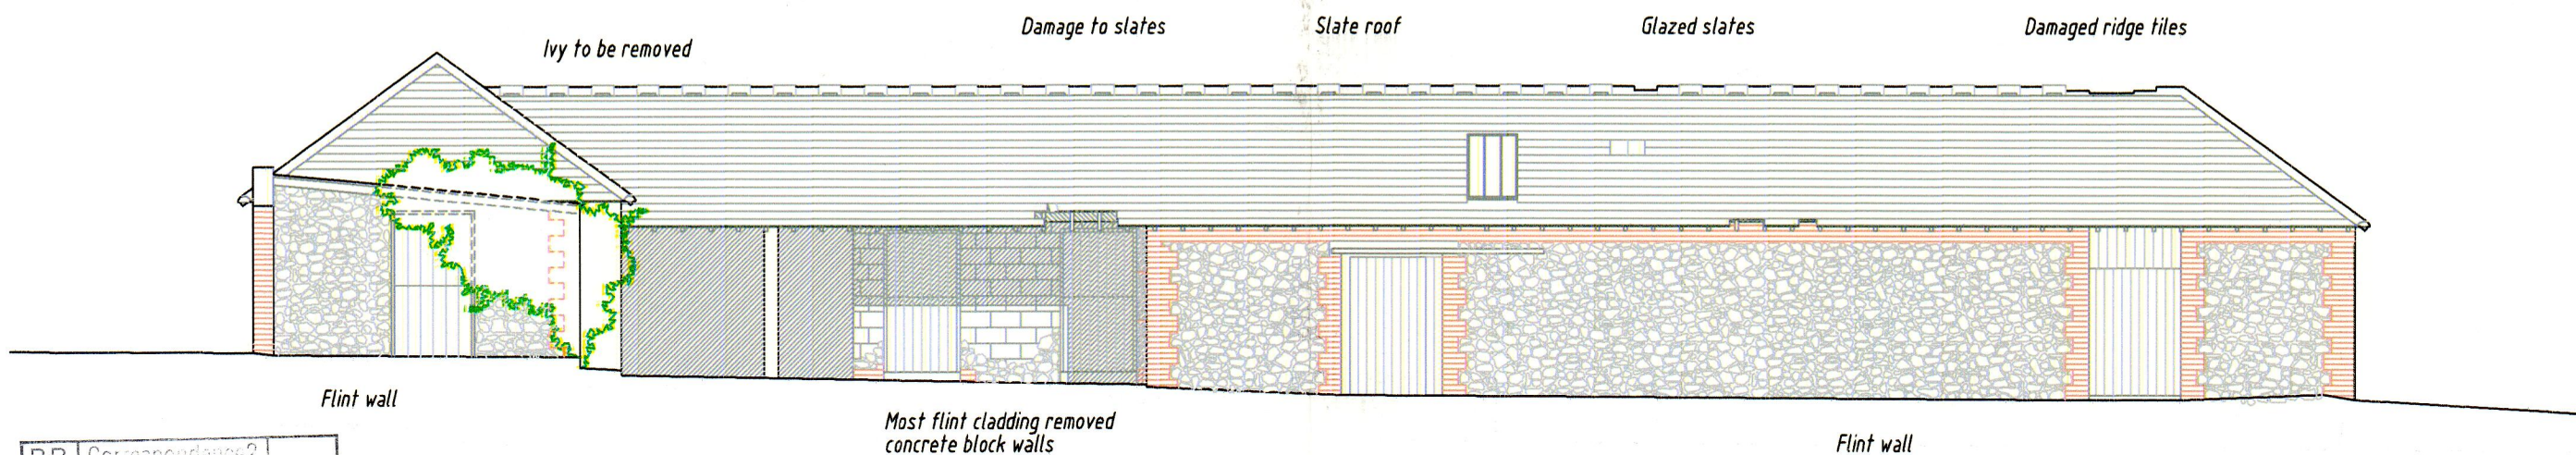 Ivy to be removed
Damage to slates
Slate roof
Glazed slates
Damaged ridge tiles
Flint wall
Most flint cladding removed
concrete block walls
Flint wall